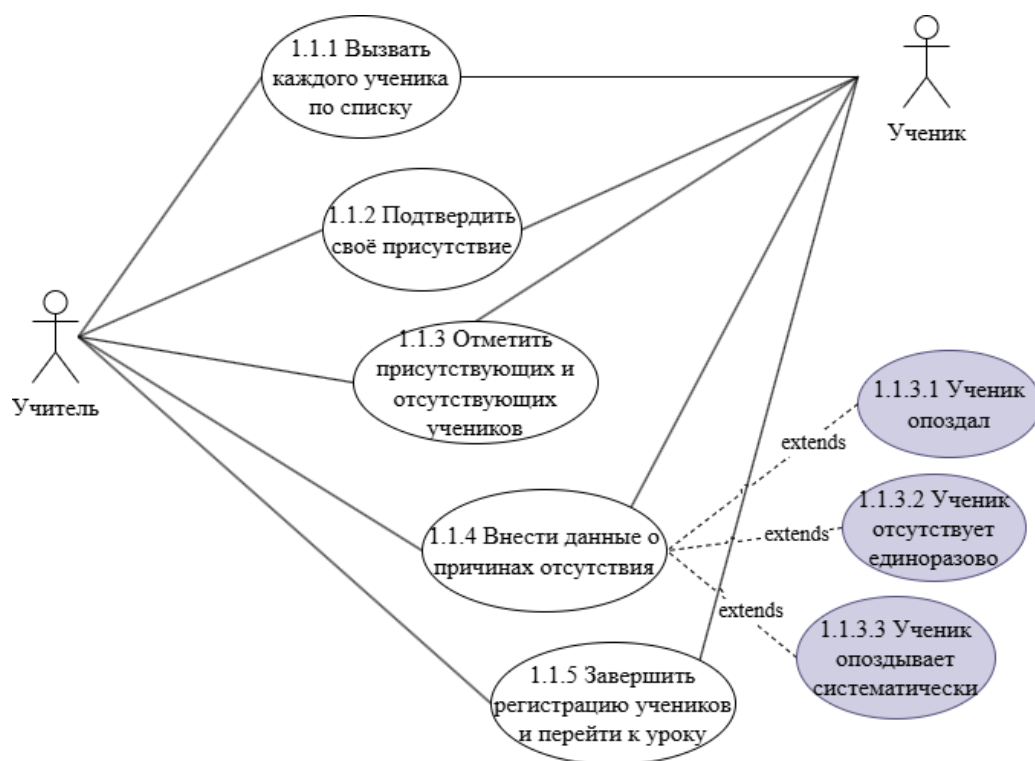 1.1.1 Вызвать
каждого ученика
по списку
Ученик
1.1.2 Подтвердить
своё присутствие
1.1.3 Отметить
присутствующих и
отсутствующих
учеников
Учитель
1.1.3.1 Ученик
опоздал
extends
1.1.4 Внести данные о
причинах отсутствия
extends
1.1.3.2 Ученик
отсутствует
единоразово
extends
1.1.3.3 Ученик
опоздывает
систематически
1.1.5 Завершить
регистрацию учеников
и перейти к уроку